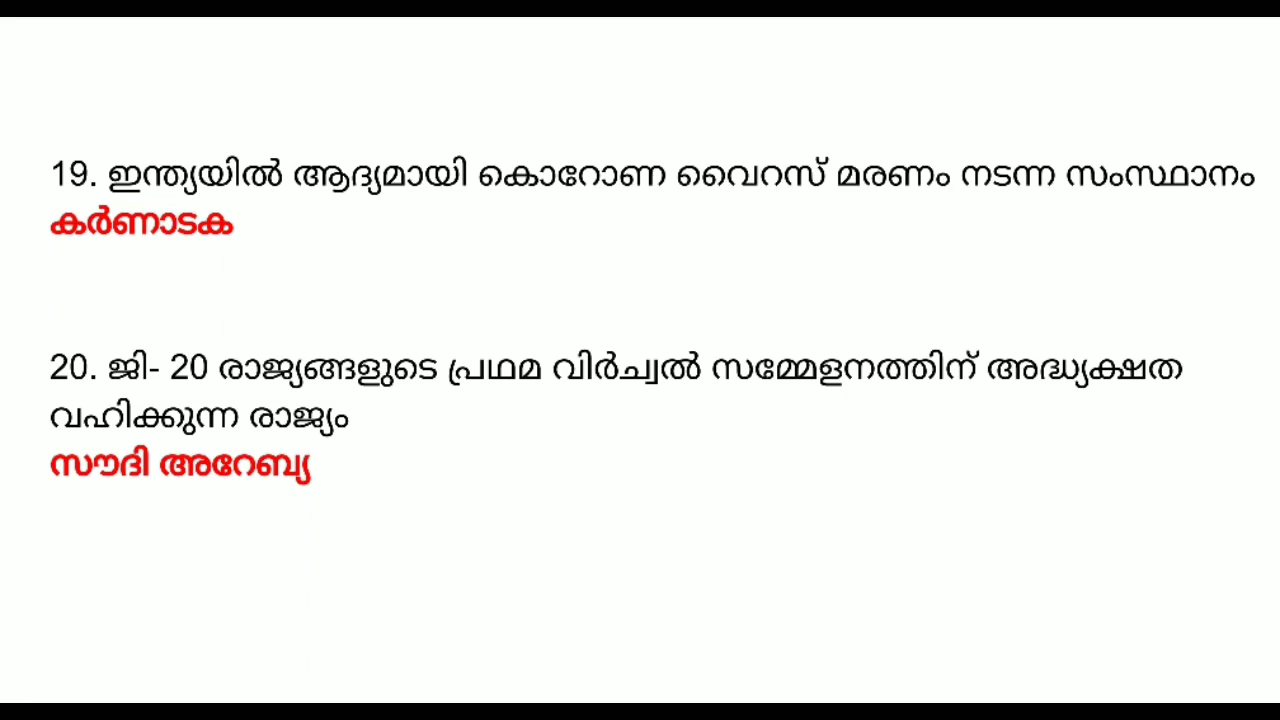 19. ഇന്ത്യയിൽ ആദ്യമായി കൊറോണ വൈറസ് മരണം നടന്ന സംസ്ഥാനം
കർണാടക
20. ജി- 20 രാജ്യങ്ങളുടെ പ്രഥമ വിർച്വൽ സമ്മേളനത്തിന് അദ്ധ്യക്ഷത
വഹിക്കുന്ന രാജ്യം
സൗദി അറേബ്യ